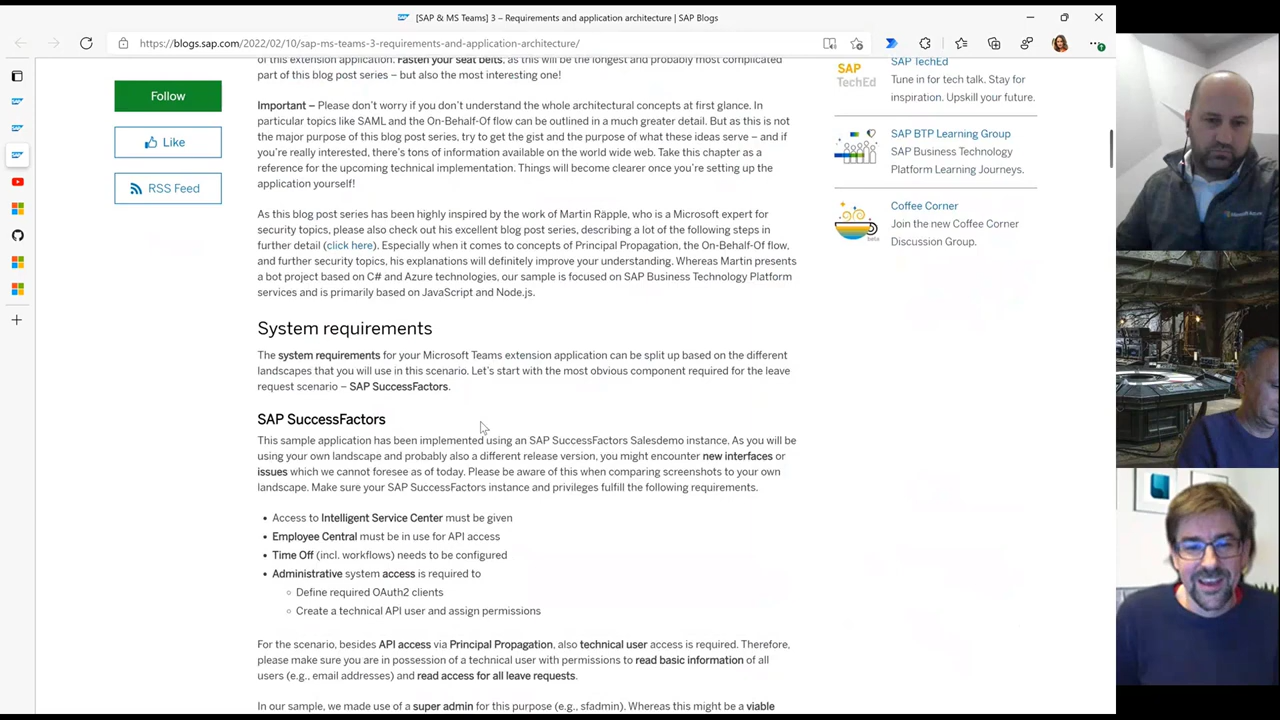 [SAP & MS Teams] 3 – Requirements and application architecture | SAP Blogs
https://blogs.sap.com/2022/02/10/sap-ms-teams-3-requirements-and-application-architecture/
Follow
Like
RSS Feed
of this extension application. Fasten your seat belts, as this will be the longest and probably most complicated
part of this blog post series – but also the most interesting one!
Important – Please don't worry if you don't understand the whole architectural concepts at first glance. In
particular topics like SAML and the On-Behalf-Of flow can be outlined in a much greater detail. But as this is not
the major purpose of this blog post series, try to get the gist and the purpose of what these ideas serve – and if
you're really interested, there's tons of information available on the world wide web. Take this chapter as a
reference for the upcoming technical implementation. Things will become clearer once you're setting up the
application yourself!
As this blog post series has been highly inspired by the work of Martin Räpple, who is a Microsoft expert for
security topics, please also check out his excellent blog post series, describing a lot of the following steps in
further detail (click here). Especially when it comes to concepts of Principal Propagation, the On-Behalf-Of flow,
and further security topics, his explanations will definitely improve your understanding. Whereas Martin presents
a bot project based on C# and Azure technologies, our sample is focused on SAP Business Technology Platform
services and is primarily based on JavaScript and Node.js.
System requirements
The system requirements for your Microsoft Teams extension application can be split up based on the different
landscapes that you will use in this scenario. Let's start with the most obvious component required for the leave
request scenario – SAP SuccessFactors.
SAP SuccessFactors
This sample application has been implemented using an SAP SuccessFactors Salesdemo instance. As you will be
using your own landscape and probably also a different release version, you might encounter new interfaces or
issues which we cannot foresee as of today. Please be aware of this when comparing screenshots to your own
landscape. Make sure your SAP SuccessFactors instance and privileges fulfill the following requirements.
• Access to Intelligent Service Center must be given
• Employee Central must be in use for API access
• Time Off (incl. workflows) needs to be configured
• Administrative system access is required to
○ Define required OAuth2 clients
○ Create a technical API user and assign permissions
For the scenario, besides API access via Principal Propagation, also technical user access is required. Therefore,
please make sure you are in possession of a technical user with permissions to read basic information of all
users (e.g., email addresses) and read access for all leave requests.
In our sample, we made use of a super admin for this purpose (e.g., sfadmin). Whereas this might be a viable
SAP
TechEd
SAP TechEd
Tune in for tech talk. Stay for
inspiration. Upskill your future.
SAP BTP Learning Group
SAP Business Technology
Platform Learning Journeys.
beta
Coffee Corner
Join the new Coffee Corner
Discussion Group.